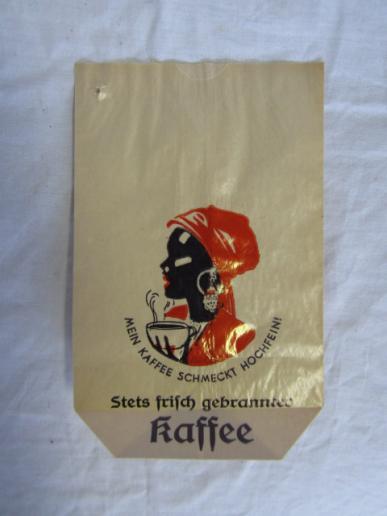 MEIN KAFFEE SCHMECKT HOCHFEIN!
Stets frisch gebrannter
Kaffee